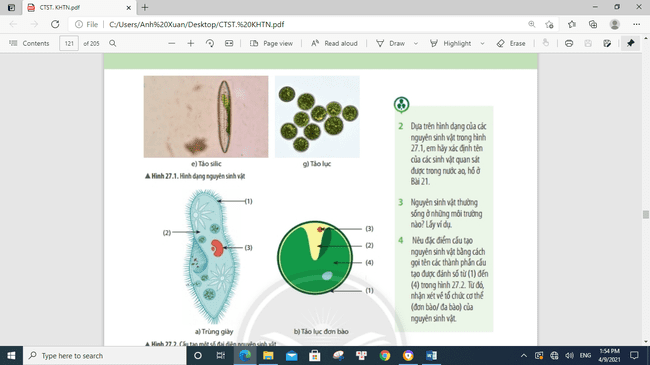 CTST. KHTN.pdf
File
C:/Users/Anh%20Xuan/Desktop/CTST.%20KHTN.pdf
Contents
121
of 205
Page view
Read aloud
Draw
Highlight
Erase
e) Tảo silic
g) Tảo lục
▲ Hình 27.1. Hình dạng nguyên sinh vật
(1)
(2)
(3)
a) Trùng giày
(3)
(2)
(4)
(1)
b) Tảo lục đơn bào
▲ Hình 27.2. Cấu tạo một số đại diện nguyên sinh vật
2 Dựa trên hình dạng của các
nguyên sinh vật trong hình
27.1, em hãy xác định tên
của các sinh vật quan sát
được trong nước ao, hồ ở
Bài 21.
3 Nguyên sinh vật thường
sống ở những môi trường
nào? Lấy ví dụ.
4 Nêu đặc điểm cấu tạo
nguyên sinh vật bằng cách
gọi tên các thành phần cấu
tạo được đánh số từ (1) đến
(4) trong hình 27.2. Từ đó,
nhận xét về tổ chức cơ thể
(đơn bào/ đa bào) của
nguyên sinh vật.
Type here to search
ENG
1:54 PM
4/9/2021